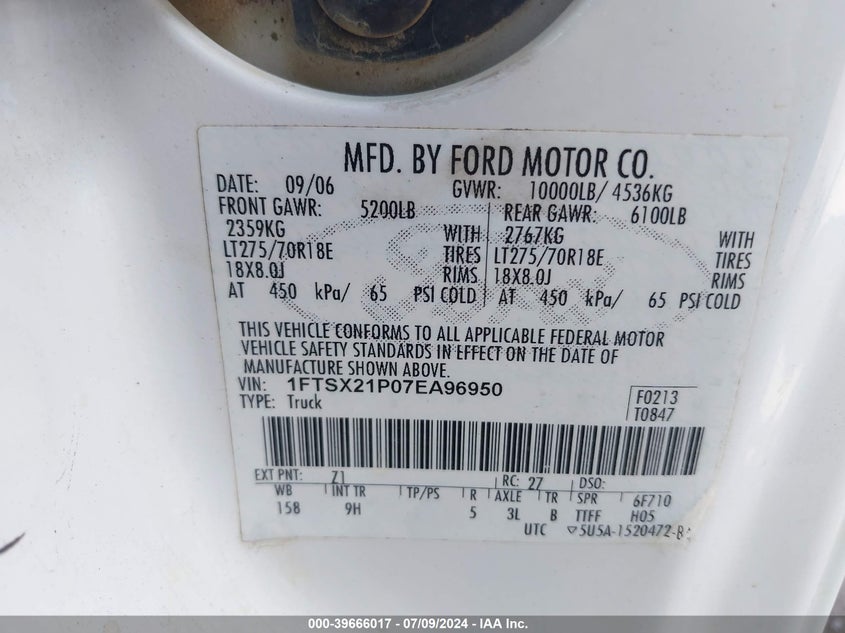 MFD. BY FORD MOTOR CO.
DATE: 09/06 GVWR: 10000LB/ 4536KG
FRONT GAWR: 5200LB REAR GAWR: 6100LB
2359KG WITH 2767KG WITH
LT275/70R18E TIRES LT275/70R18E TIRES
18X8.0J RIMS 18X8.0J RIMS
AT 450 kPa/ 65 PSI COLD AT 450 kPa/ 65 PSI COLD
THIS VEHICLE CONFORMS TO ALL APPLICABLE FEDERAL MOTOR
VEHICLE SAFETY STANDARDS IN EFFECT ON THE DATE OF
MANUFACTURE SHOWN ABOVE.
VIN: 1FTSX21P07EA96950 F0213
TYPE: Truck T0847
EXT PNT: Z1 RC: 27 DSO:
WB INT TR TP/PS R AXLE TR SPR 6F710
158 9H 5 3L B TIFF H05
UTC ▽5U5A-1520472-B
000-39666017 - 07/09/2024 - IAA Inc.